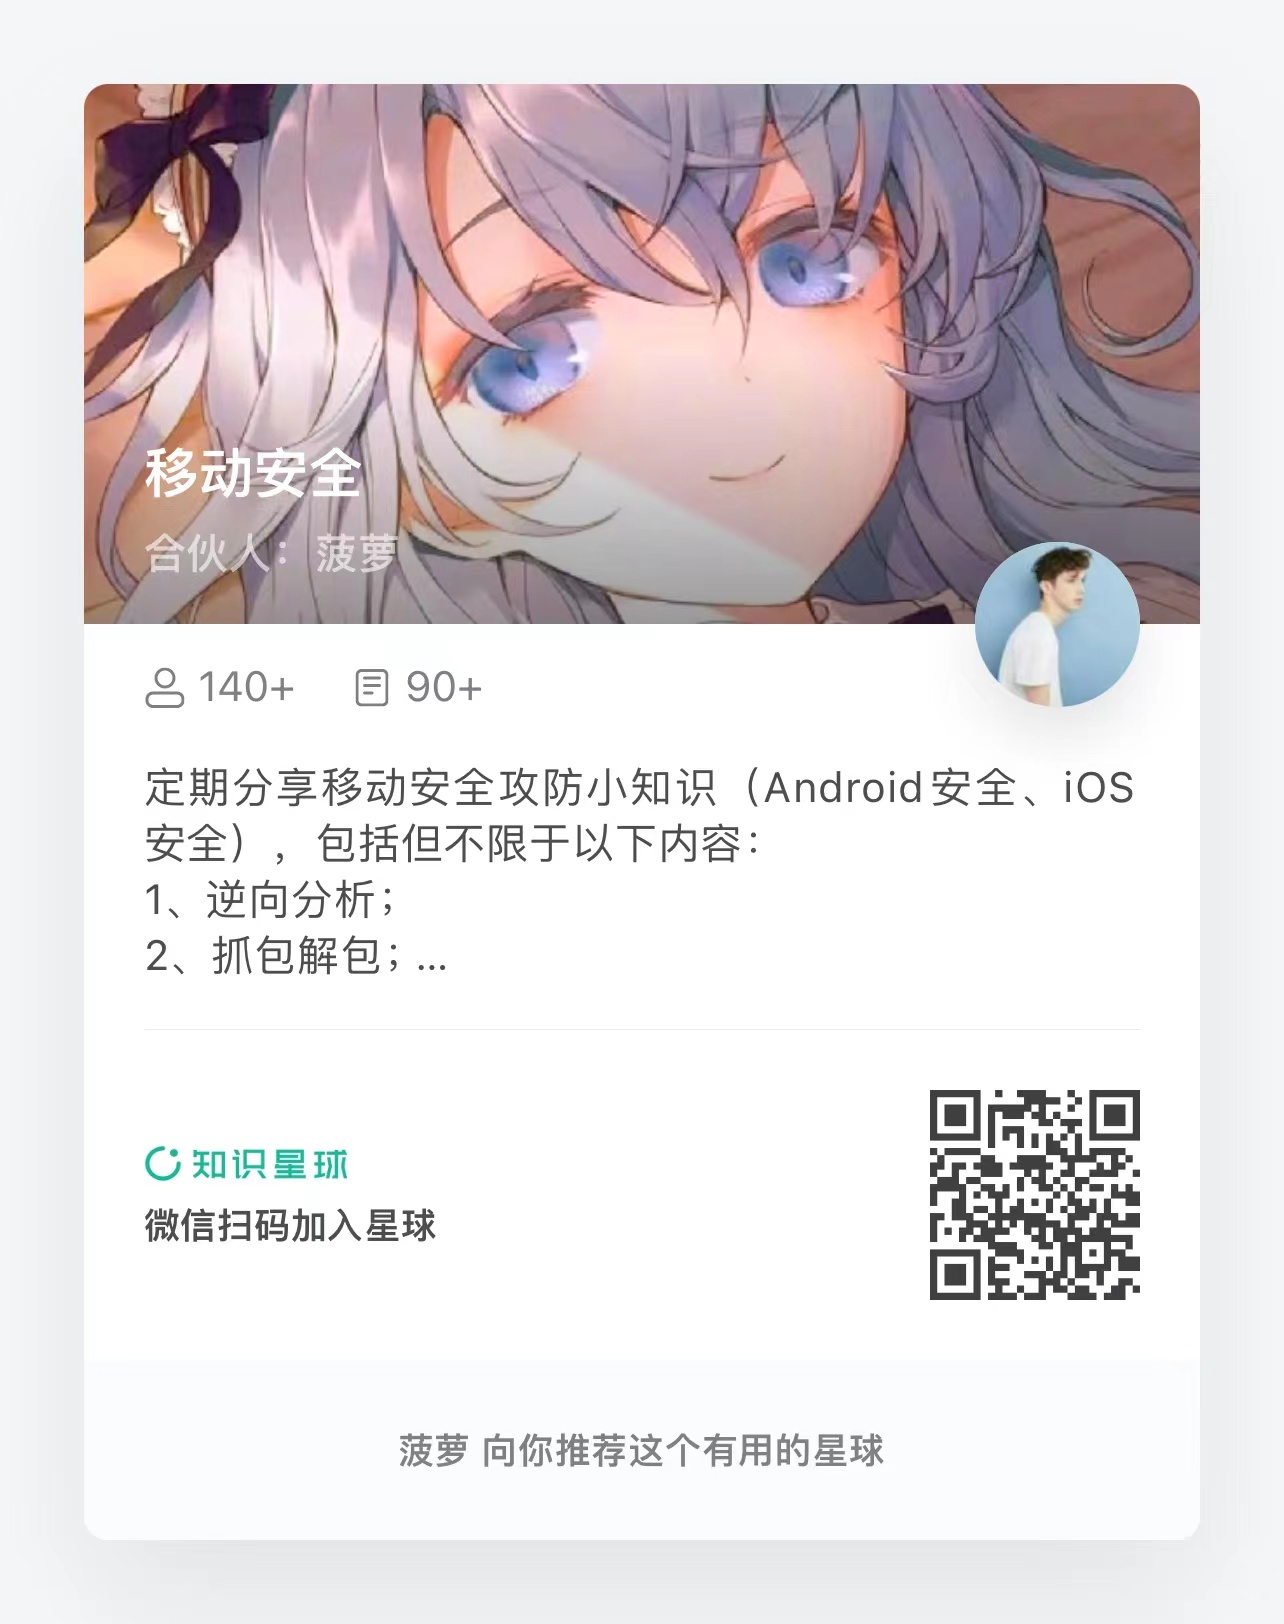 移动安全
合伙人：菠萝
140+ 90+
定期分享移动安全攻防小知识（Android安全、iOS
安全），包括但不限于以下内容：
1、逆向分析；
2、抓包解包；...
知识星球
微信扫码加入星球
菠萝 向你推荐这个有用的星球